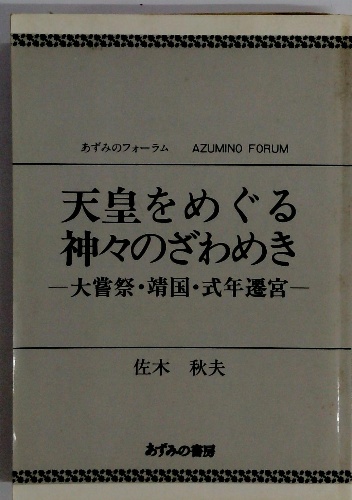 あずみのフォーラム AZUMINO FORUM
天皇をめぐる
神々のざわめき
―大嘗祭・靖国・式年遷宮―
佐木 秋夫
あずみの書房